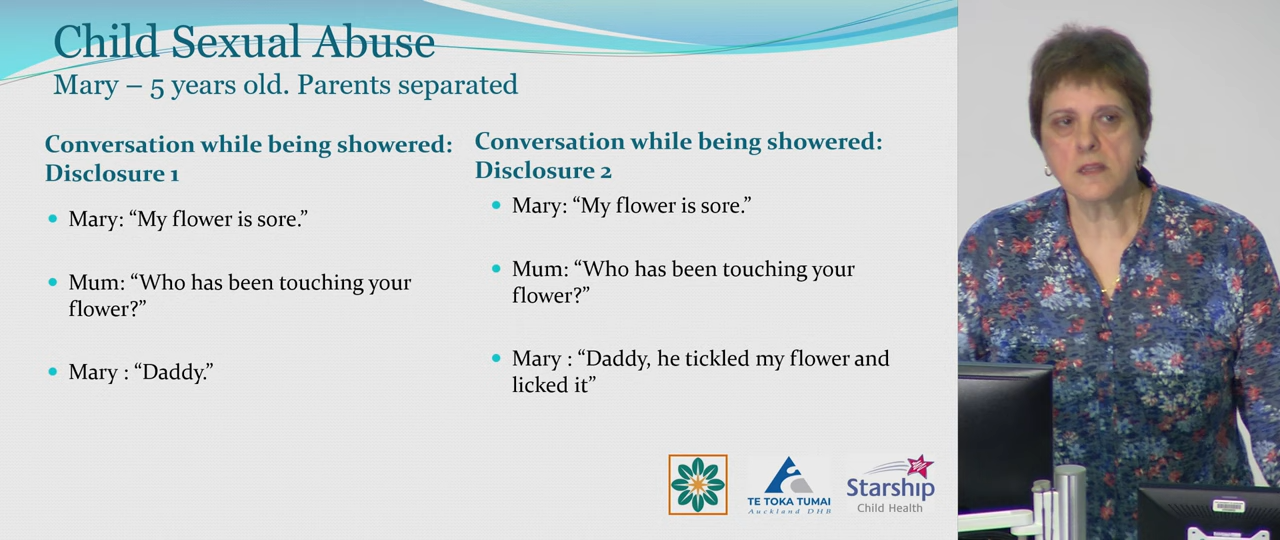 Child Sexual Abuse
Mary – 5 years old. Parents separated
Conversation while being showered:
Disclosure 1
• Mary: “My flower is sore.”
• Mum: “Who has been touching your
flower?”
• Mary : “Daddy.”
Conversation while being showered:
Disclosure 2
• Mary: “My flower is sore.”
• Mum: “Who has been touching your
flower?”
• Mary : “Daddy, he tickled my flower and
licked it”
TE TOKA TUMAI
Auckland DHB
Starship
Child Health